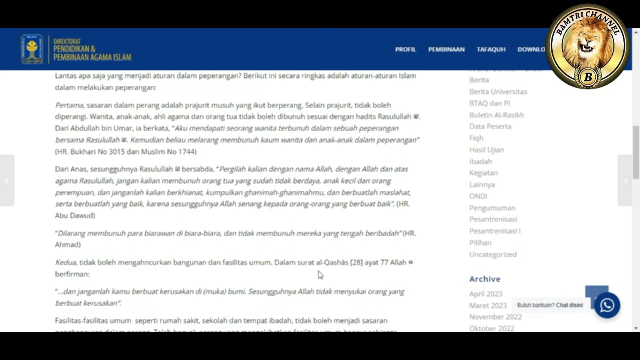 DIREKTORAT
PENDIDIKAN &
PEMBINAAN AGAMA ISLAM
PROFIL PEMBINAAN TAFAQUH DOWNLO
BAMTRI CHANNEL
B
Lantas apa saja yang menjadi aturan dalam peperangan? Berikut ini secara ringkas adalah aturan-aturan Islam
dalam melakukan peperangan:
Pertama, sasaran dalam perang adalah prajurit musuh yang ikut berperang. Selain prajurit, tidak boleh
diperangi. Wanita, anak-anak, ahli agama dan orang tua tidak boleh dibunuh sesuai dengan hadits Rasulullah ﷺ.
Dari Abdullah bin Umar, ia berkata, "Aku mendapati seorang wanita terbunuh dalam sebuah peperangan
bersama Rasulullah ﷺ. Kemudian beliau melarang membunuh kaum wanita dan anak-anak dalam peperangan"
(HR. Bukhari No 3015 dan Muslim No 1744)
Dari Anas, sesungguhnya Rasulullah ﷺ bersabda, "Pergilah kalian dengan nama Allah, dengan Allah dan atas
agama Rasulullah, jangan kalian membunuh orang tua yang sudah tidak berdaya, anak kecil dan orang
perempuan, dan janganlah kalian berkhianat, kumpulkan ghanimah-ghanimahmu, dan berbuatlah maslahat,
serta berbuatlah yang baik, karena sesungguhnya Allah senang kepada orang-orang yang berbuat baik". (HR.
Abu Dawud)
"Dilarang membunuh para biarawan di biara-biara, dan tidak membunuh mereka yang tengah beribadah" (HR.
Ahmad)
Kedua, tidak boleh mengahncurkan bangunan dan fasilitas umum. Dalam surat al-Qashâs [28] ayat 77 Allah
berfirman:
"...dan janganlah kamu berbuat kerusakan di (muka) bumi. Sesungguhnya Allah tidak menyukai orang yang
berbuat kerusakan".
Fasilitas-fasilitas umum seperti rumah sakit, sekolah dan tempat ibadah, tidak boleh menjadi sasaran
Berita
Berita Universitas
BTAQ dan PI
Buletin Al-Rasikh
Data Peserta
Fiqh
Hasil Ujian
Ibadah
Kegiatan
Lainnya
ONDI
Pengumuman
Pesantrenisasi
Pesantrenisasi I
Pilihan
Uncategorized
Archive
April 2023
Maret 2023
November 2022
Oktober 2022
Butuh bantuan? Chat disini